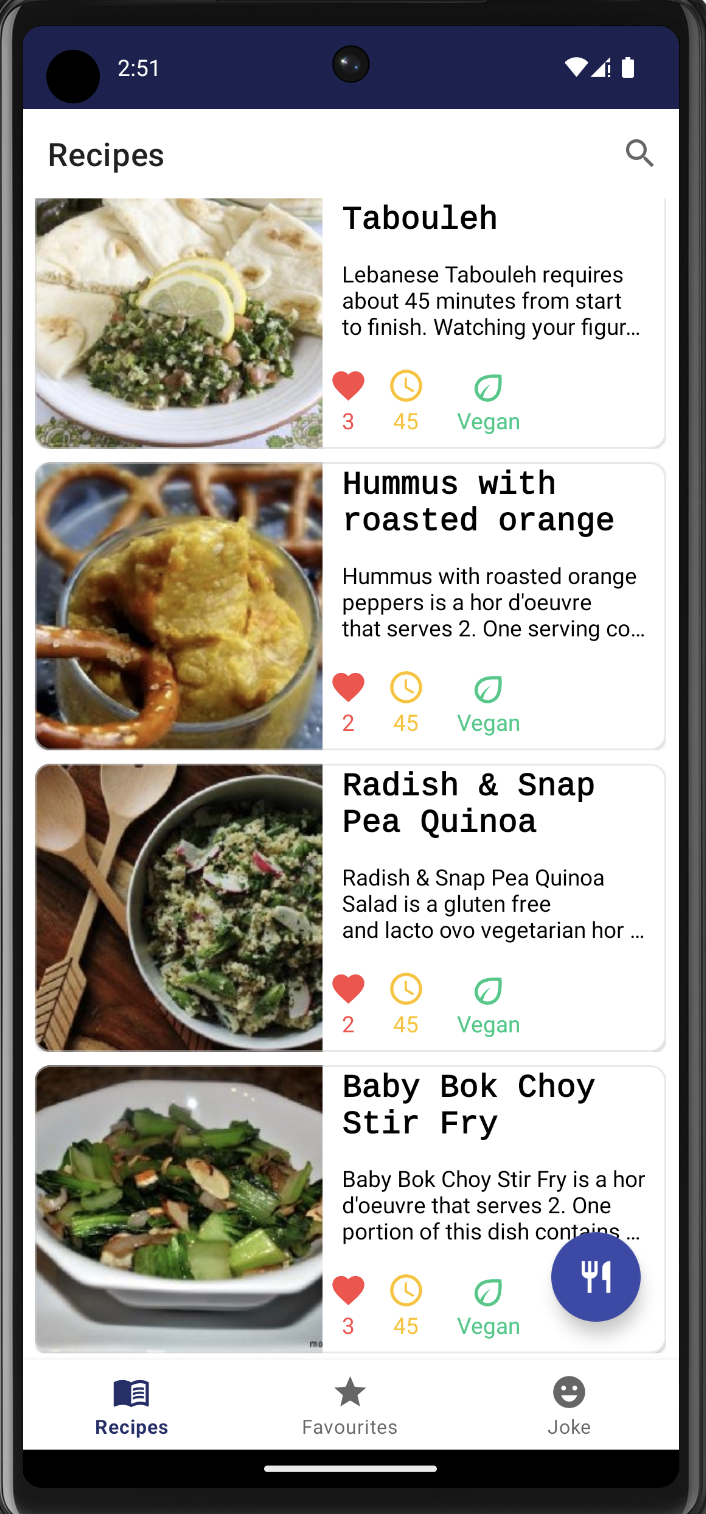 2:51
Recipes
Tabouleh
Lebanese Tabouleh requires
about 45 minutes from start
to finish. Watching your figur…
3 45 Vegan
Hummus with
roasted orange
Hummus with roasted orange
peppers is a hor d'oeuvre
that serves 2. One serving co…
2 45 Vegan
Radish & Snap
Pea Quinoa
Radish & Snap Pea Quinoa
Salad is a gluten free
and lacto ovo vegetarian hor …
2 45 Vegan
Baby Bok Choy
Stir Fry
Baby Bok Choy Stir Fry is a hor
d'oeuvre that serves 2. One
portion of this dish contains …
3 45 Vegan
Recipes Favourites Joke